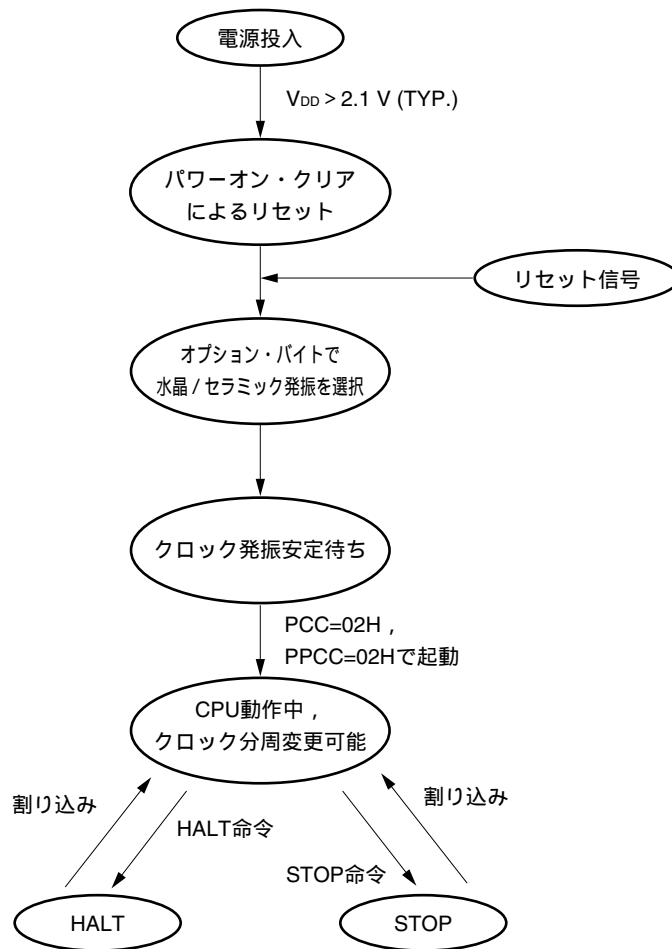 電源投入
VDD > 2.1 V (TYP.)
パワーオン・クリア
によるリセット
リセット信号
オプション・バイトで
水晶 / セラミック発振を選択
クロック発振安定待ち
PCC=02H ,
PPCC=02Hで起動
CPU動作中 ,
クロック分周変更可能
割り込み
HALT命令
割り込み
STOP命令
HALT
STOP